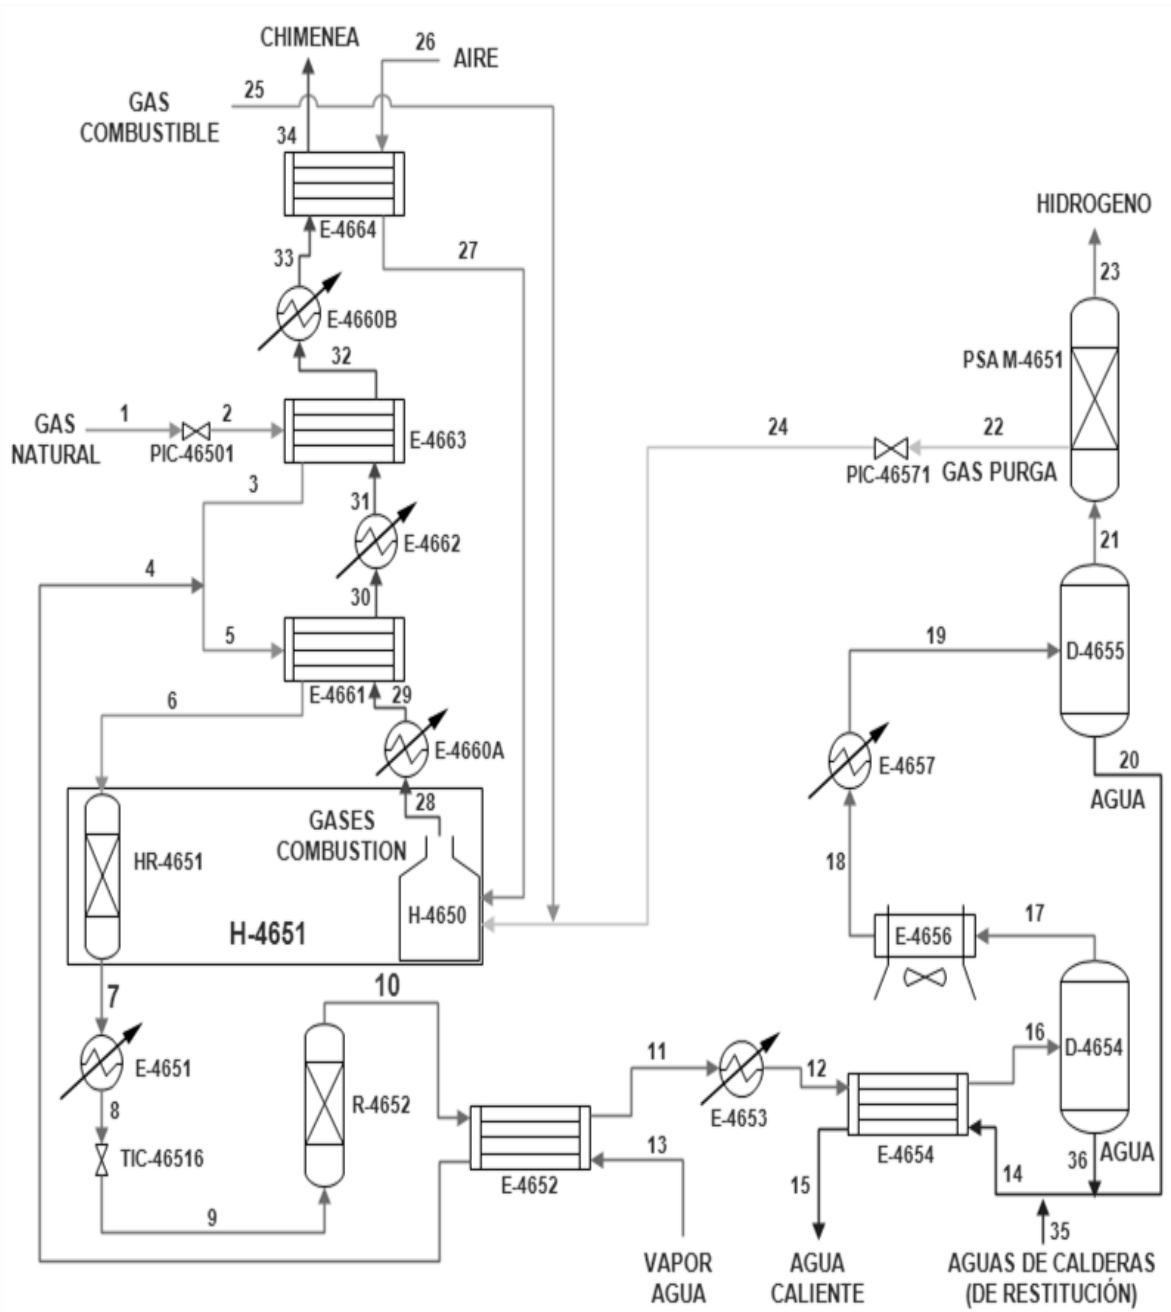 CHIMENEA
26
AIRE
25
GAS
COMBUSTIBLE
34
E-4664
33
27
E-4660B
32
HIDROGENO
23
PSA M-4651
GAS
NATURAL
1
2
PIC-46501
E-4663
24
22
PIC-46571
GAS PURGA
3
31
E-4662
21
4
30
5
E-4661
29
19
D-4655
6
E-4660A
E-4657
20
AGUA
28
GASES
COMBUSTION
HR-4651
H-4650
H-4651
18
17
E-4656
7
10
16
D-4654
E-4651
11
12
8
R-4652
E-4653
TIC-46516
13
E-4654
36
AGUA
E-4652
15
14
9
35
VAPOR
AGUA
AGUA
CALIENTE
AGUAS DE CALDERAS
(DE RESTITUCIÓN)